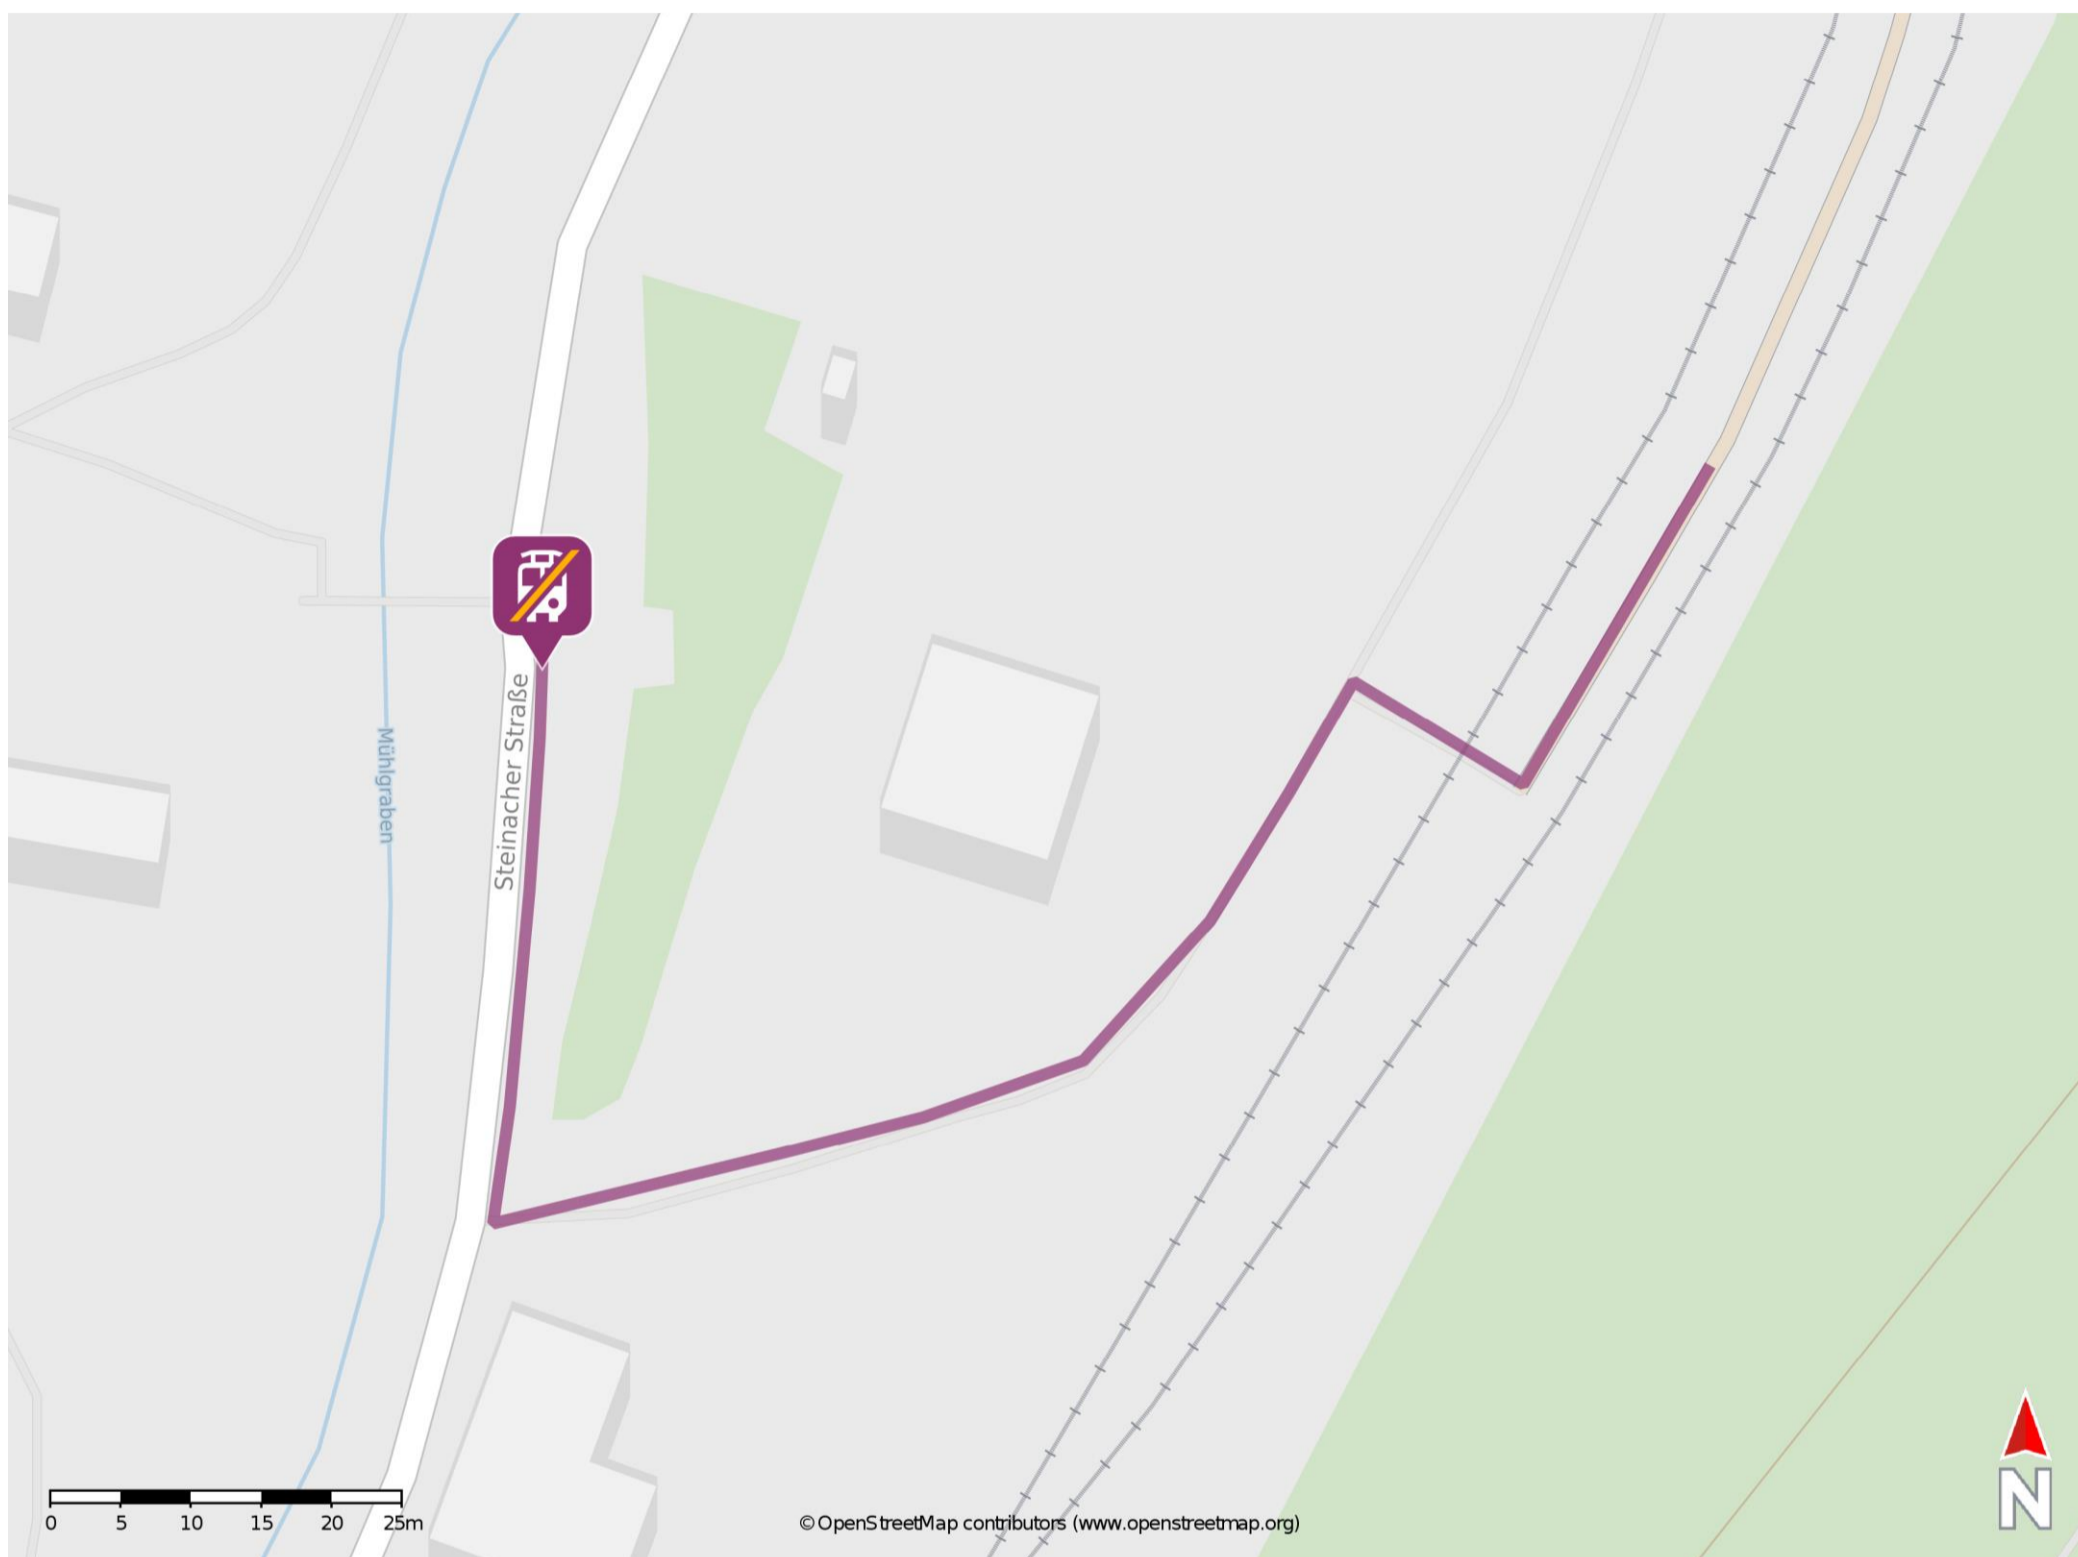 Steinacher Straße
Mühlgraben
0 5 10 15 20 25m
© OpenStreetMap contributors (www.openstreetmap.org)
N